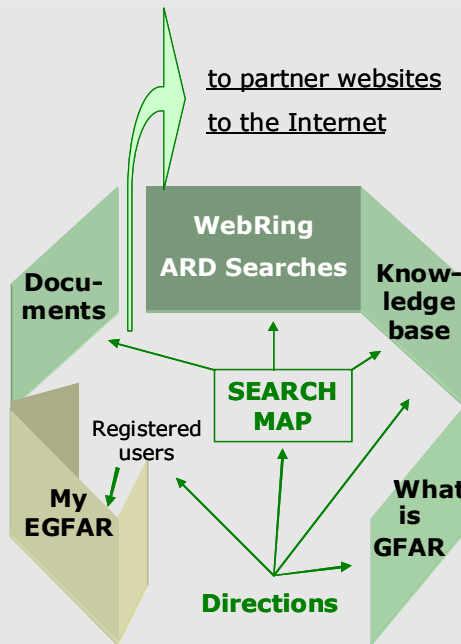 to partner websites
to the Internet
WebRing
ARD Searches
Docu-
ments
Know-
ledge
base
SEARCH
MAP
Registered
users
My
EGFAR
What
is
GFAR
Directions